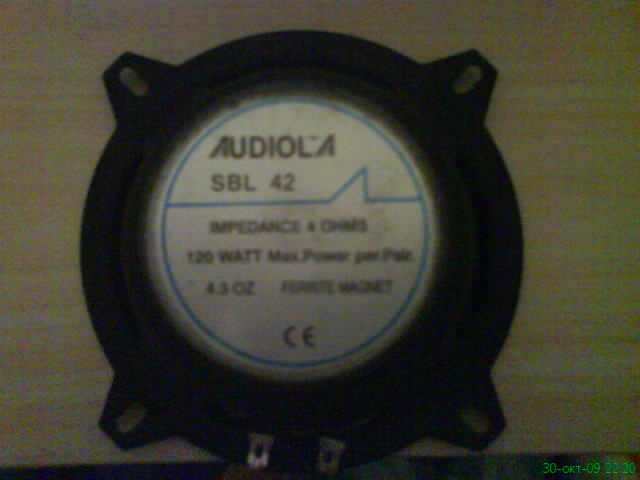 AUDIOL™A
SBL 42
IMPEDANCE 4 OHMS
120 WATT Max.Power per.Pair.
4.3 OZ FERRITE MAGNET
CE
30-окт-09 22:20